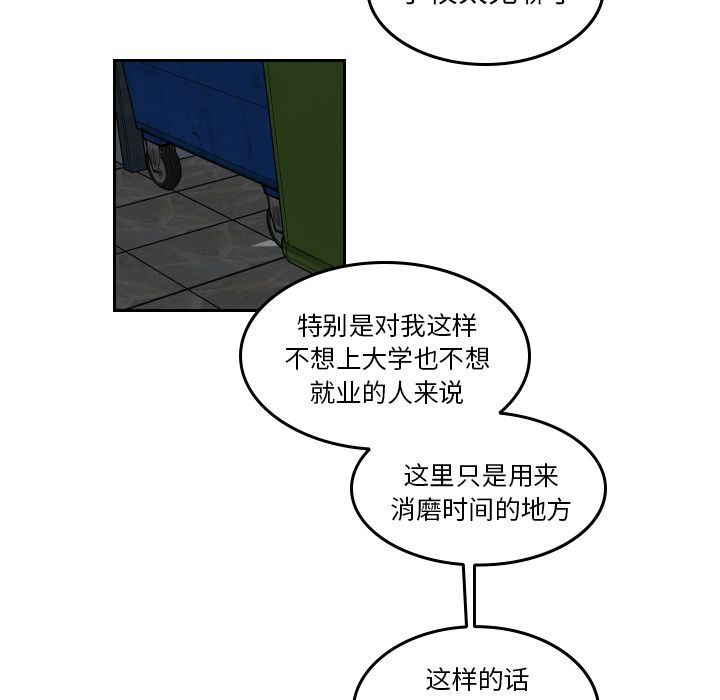 特别是对我这样
不想上大学也不想
就业的人来说
这里只是用来
消磨时间的地方
这样的话